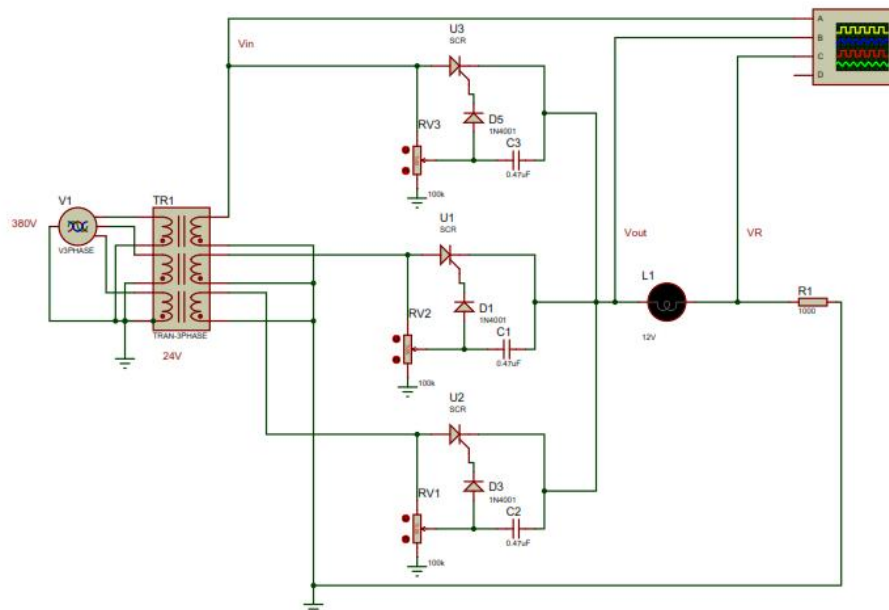 A
B
C
D
Vin
U3
SCR
RV3
D5
1N4001
C3
0.47uF
100k
V1
380V
V3PHASE
TR1
TRAN-3PHASE
24V
U1
SCR
RV2
D1
1N4001
C1
0.47uF
100k
Vout
VR
L1
12V
R1
1000
U2
SCR
RV1
D3
1N4001
C2
0.47uF
100k